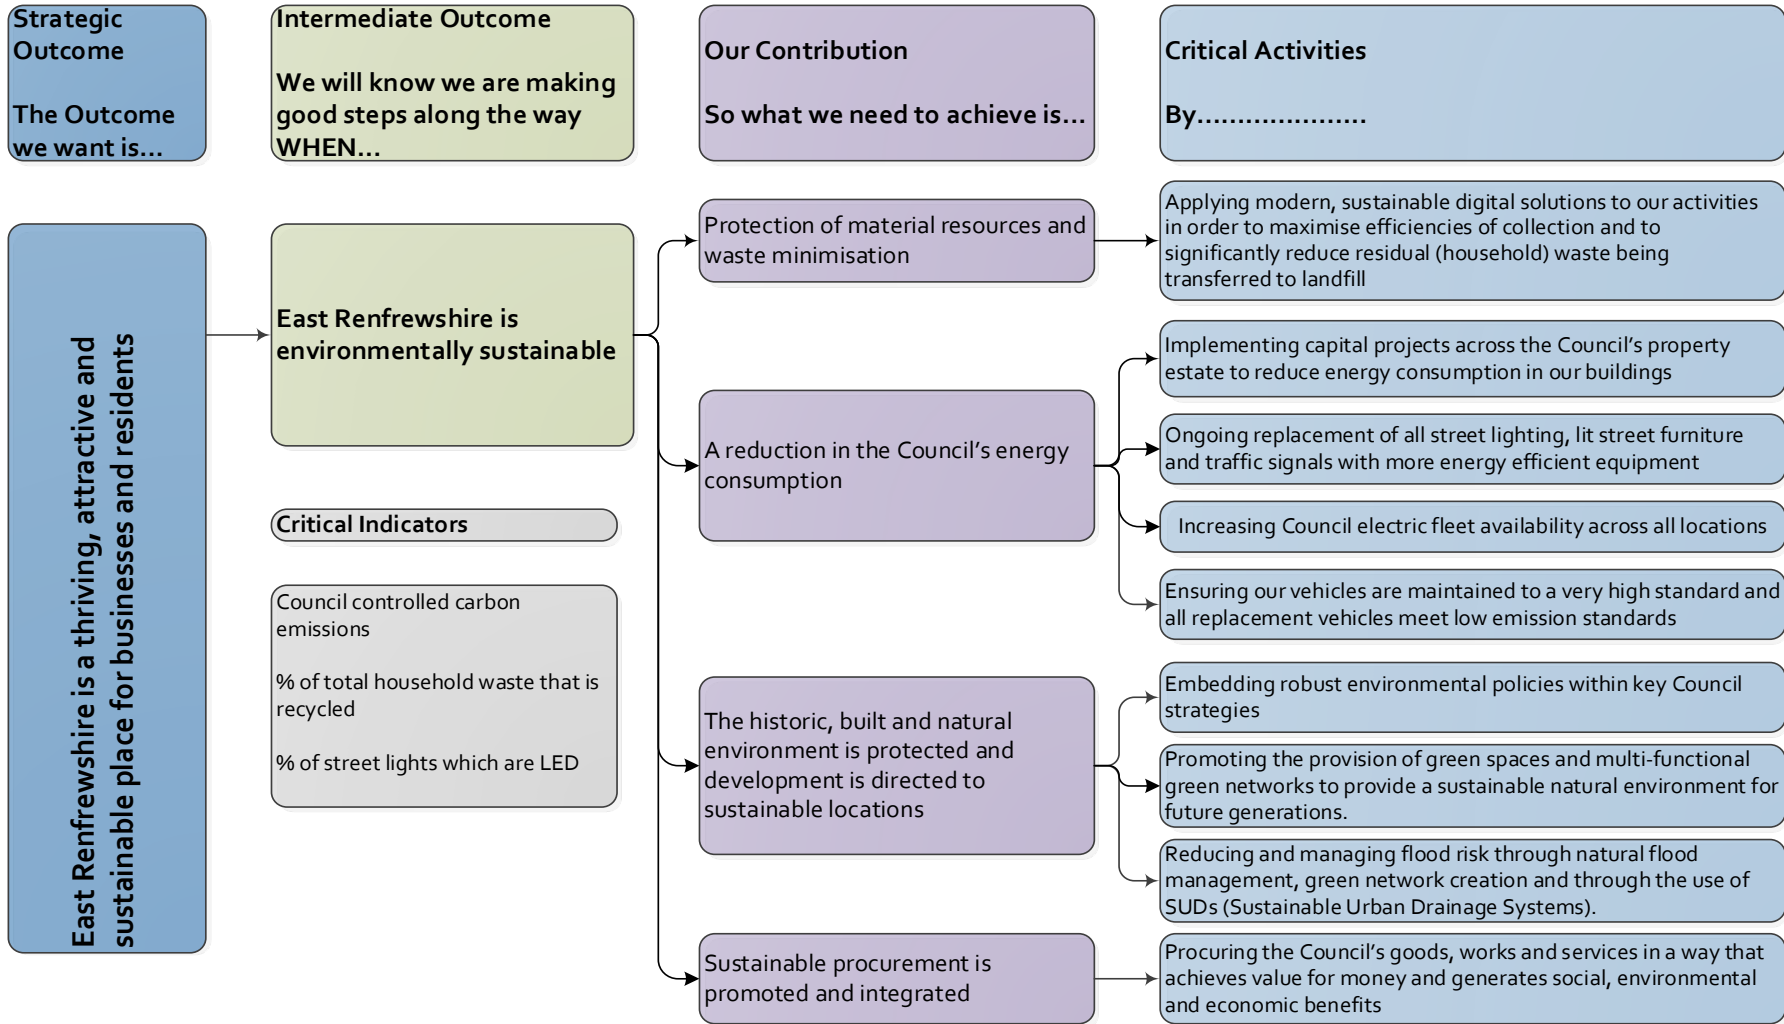 Strategic
Outcome
The Outcome
we want is...
Intermediate Outcome
We will know we are making
good steps along the way
WHEN...
Our Contribution
So what we need to achieve is...
Critical Activities
By.....................
East Renfrewshire is a thriving, attractive and
sustainable place for businesses and residents
East Renfrewshire is
environmentally sustainable
Critical Indicators
Council controlled carbon
emissions
% of total household waste that is
recycled
% of street lights which are LED
Protection of material resources and
waste minimisation
Applying modern, sustainable digital solutions to our activities
in order to maximise efficiencies of collection and to
significantly reduce residual (household) waste being
transferred to landfill
A reduction in the Council's energy
consumption
Implementing capital projects across the Council's property
estate to reduce energy consumption in our buildings
Ongoing replacement of all street lighting, lit street furniture
and traffic signals with more energy efficient equipment
Increasing Council electric fleet availability across all locations
Ensuring our vehicles are maintained to a very high standard and
all replacement vehicles meet low emission standards
The historic, built and natural
environment is protected and
development is directed to
sustainable locations
Embedding robust environmental policies within key Council
strategies
Promoting the provision of green spaces and multi-functional
green networks to provide a sustainable natural environment for
future generations.
Reducing and managing flood risk through natural flood
management, green network creation and through the use of
SUDs (Sustainable Urban Drainage Systems).
Sustainable procurement is
promoted and integrated
Procuring the Council's goods, works and services in a way that
achieves value for money and generates social, environmental
and economic benefits